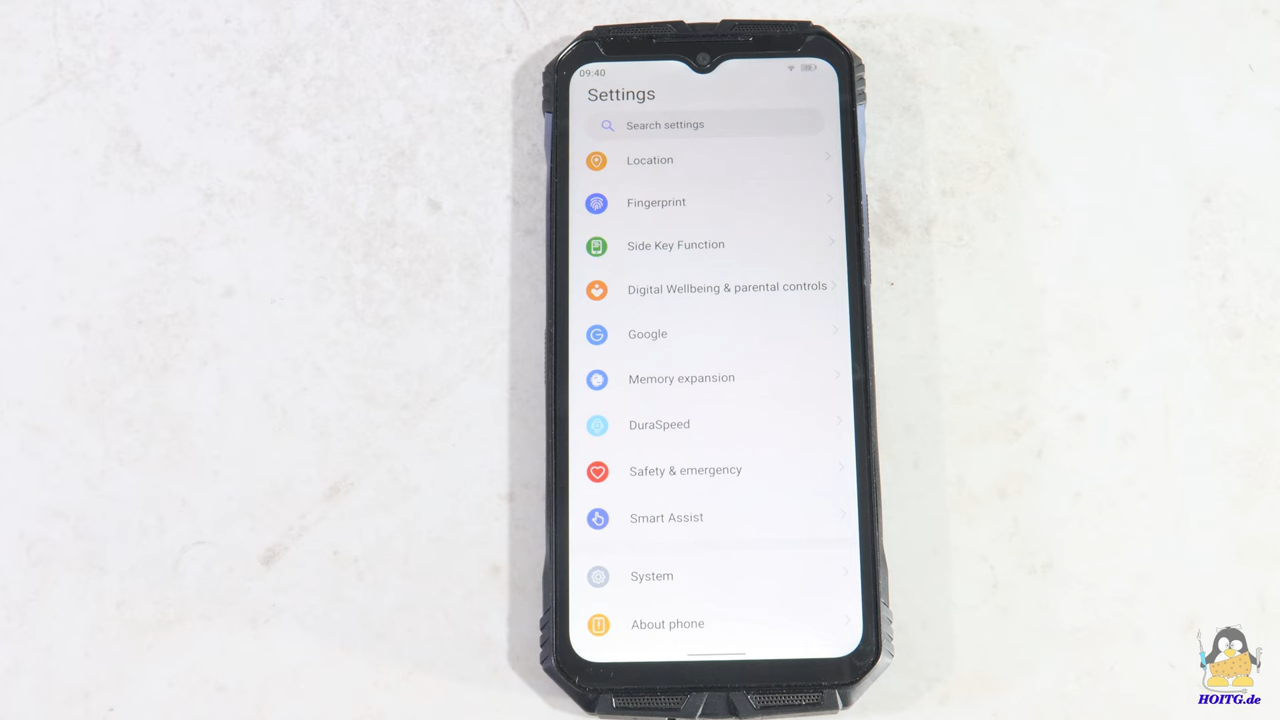 09:40
Settings
Search settings
Location
Fingerprint
Side Key Function
Digital Wellbeing & parental controls
Google
Memory expansion
DuraSpeed
Safety & emergency
Smart Assist
System
About phone
HOITG.de